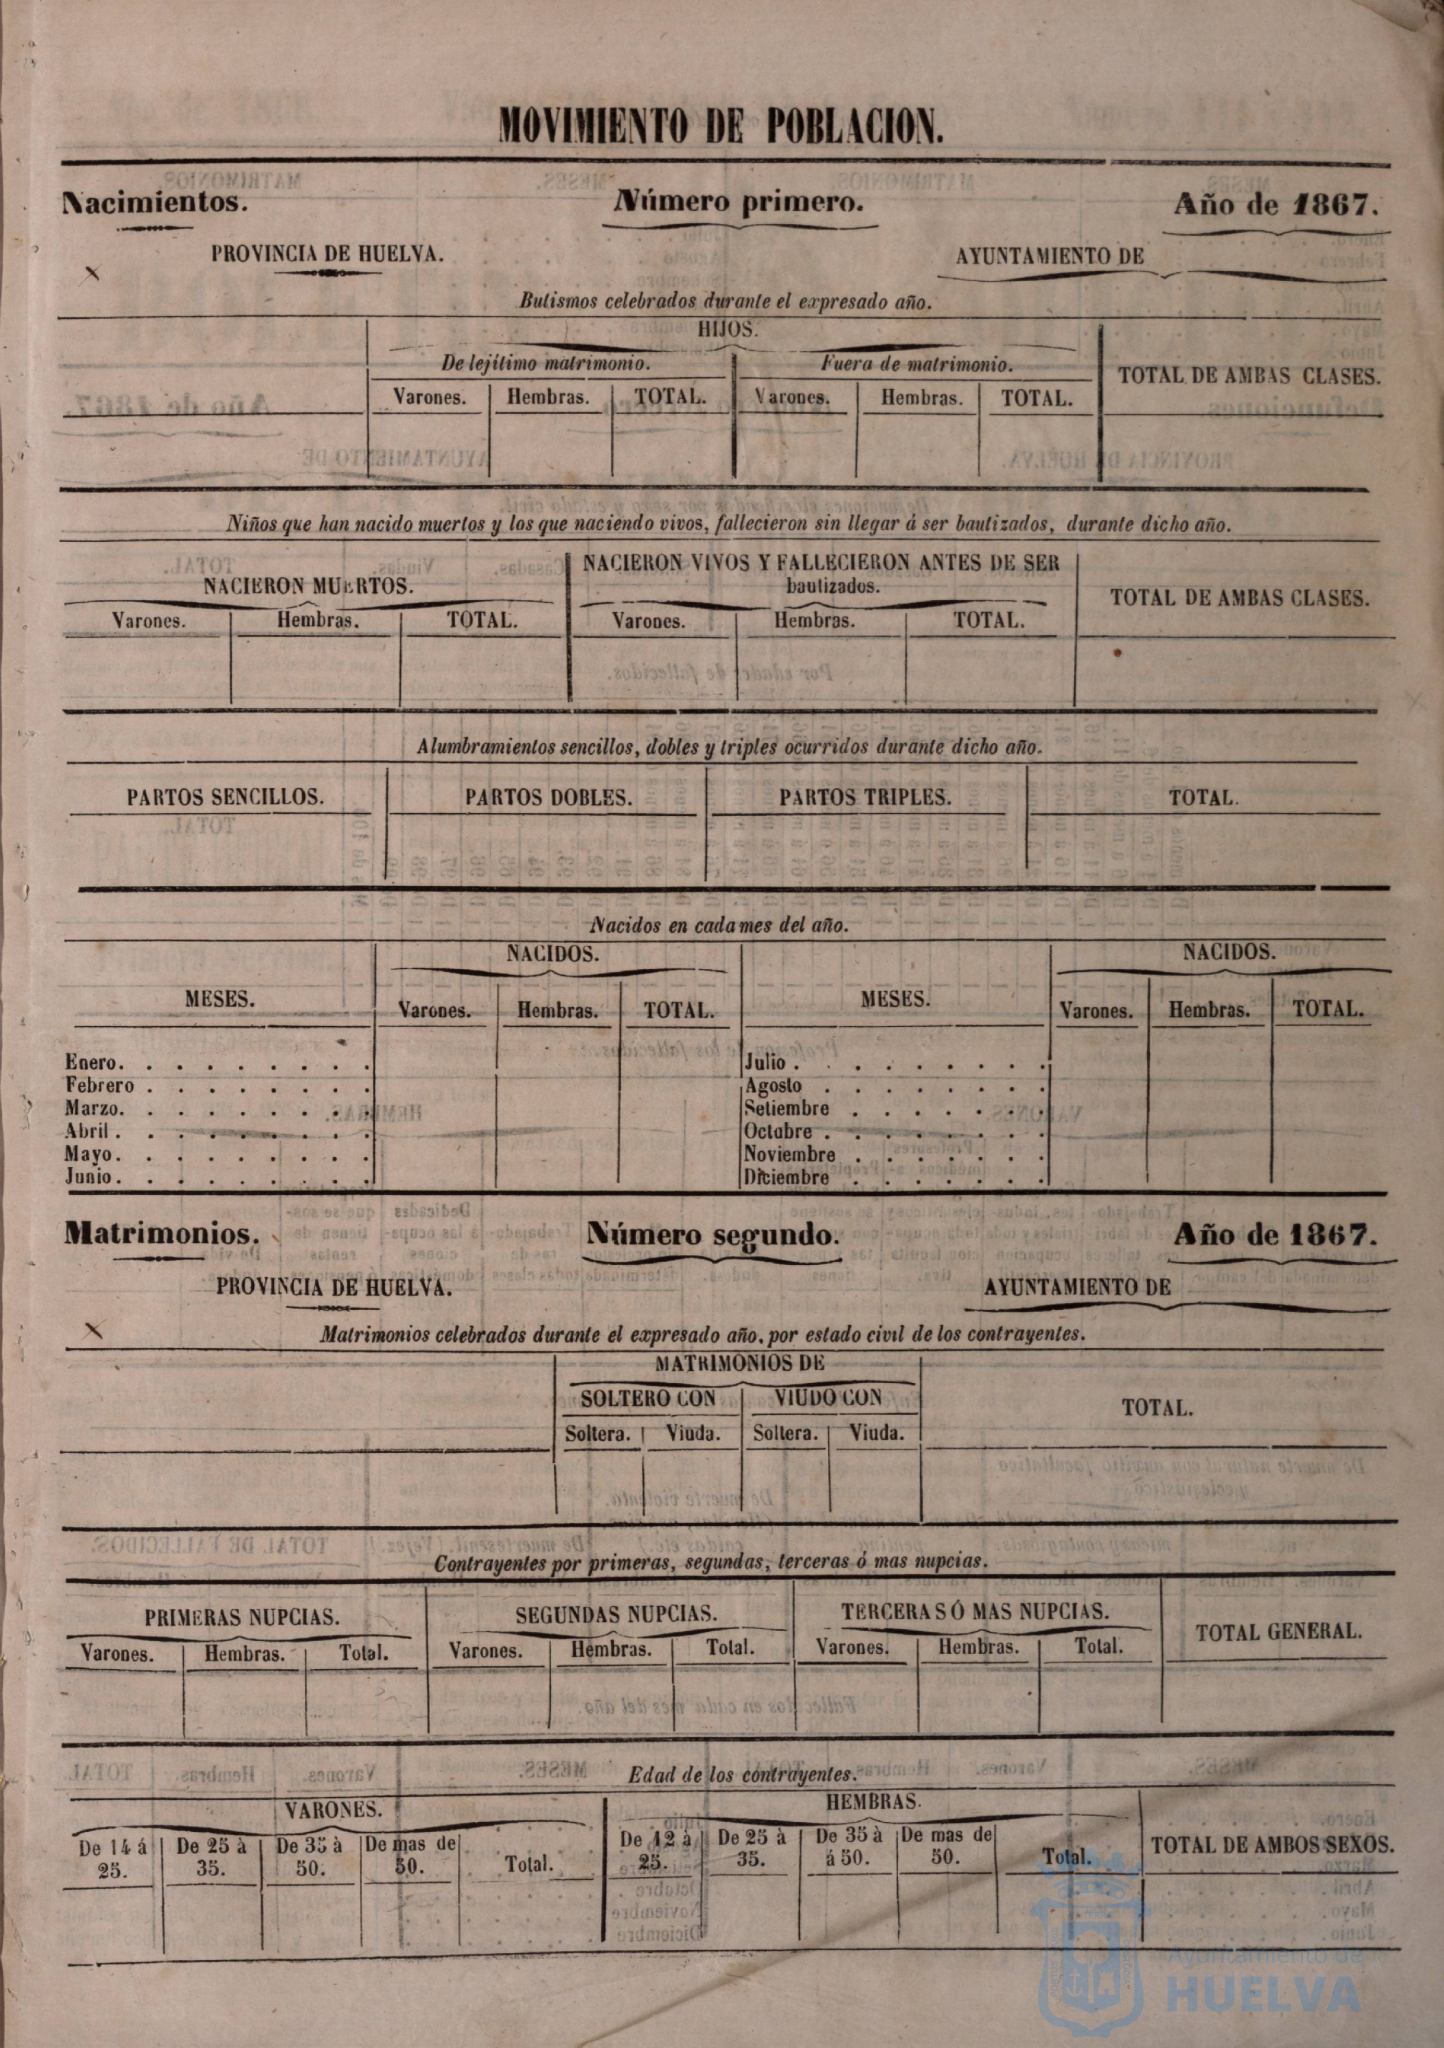 MOVIMIENTO DE POBLACION.
Nacimientos. Número primero. Año de 1867.
PROVINCIA DE HUELVA. AYUNTAMIENTO DE
Butismos celebrados durante el expresado año.
HIJOS.
De lejítimo matrimonio. Fuera de matrimonio. TOTAL DE AMBAS CLASES.
Varones. Hembras. TOTAL. Varones. Hembras. TOTAL.
Niños que han nacido muertos y los que naciendo vivos, fallecieron sin llegar á ser bautizados, durante dicho año.
NACIERON MUERTOS. NACIERON VIVOS Y FALLECIERON ANTES DE SER
bautizados. TOTAL DE AMBAS CLASES.
Varones. Hembras. TOTAL. Varones. Hembras. TOTAL.
Alumbramientos sencillos, dobles y triples ocurridos durante dicho año.
PARTOS SENCILLOS. PARTOS DOBLES. PARTOS TRIPLES. TOTAL.
Nacidos en cada mes del año.
NACIDOS. NACIDOS.
MESES. Varones. Hembras. TOTAL. MESES. Varones. Hembras. TOTAL.
Enero. . . . . . . . . Julio . . . . . . . .
Febrero . . . . . . . . Agosto . . . . . . . .
Marzo. . . . . . . . . Setiembre . . . . . . .
Abril . . . . . . . . . Octubre . . . . . . . .
Mayo. . . . . . . . . Noviembre . . . . . . .
Junio . . . . . . . . . Diciembre . . . . . . .
Matrimonios. Número segundo. Año de 1867.
PROVINCIA DE HUELVA. AYUNTAMIENTO DE
Matrimonios celebrados durante el expresado año, por estado civil de los contrayentes.
MATRIMONIOS DE
SOLTERO CON VIUDO CON TOTAL.
Soltera. Viuda. Soltera. Viuda.
Contrayentes por primeras, segundas, terceras ó mas nupcias.
PRIMERAS NUPCIAS. SEGUNDAS NUPCIAS. TERCERAS Ó MAS NUPCIAS. TOTAL GENERAL.
Varones. Hembras. Total. Varones. Hembras. Total. Varones. Hembras. Total.
Edad de los contrayentes.
VARONES. HEMBRAS.
De 14 á De 25 à De 35 à De mas de De 12 à De 25 à De 35 à De mas de TOTAL DE AMBOS SEXOS.
25. 35. 50. 50. Total. 25. 35. á 50. 50. Total.
Ayuntamiento de
HUELVA